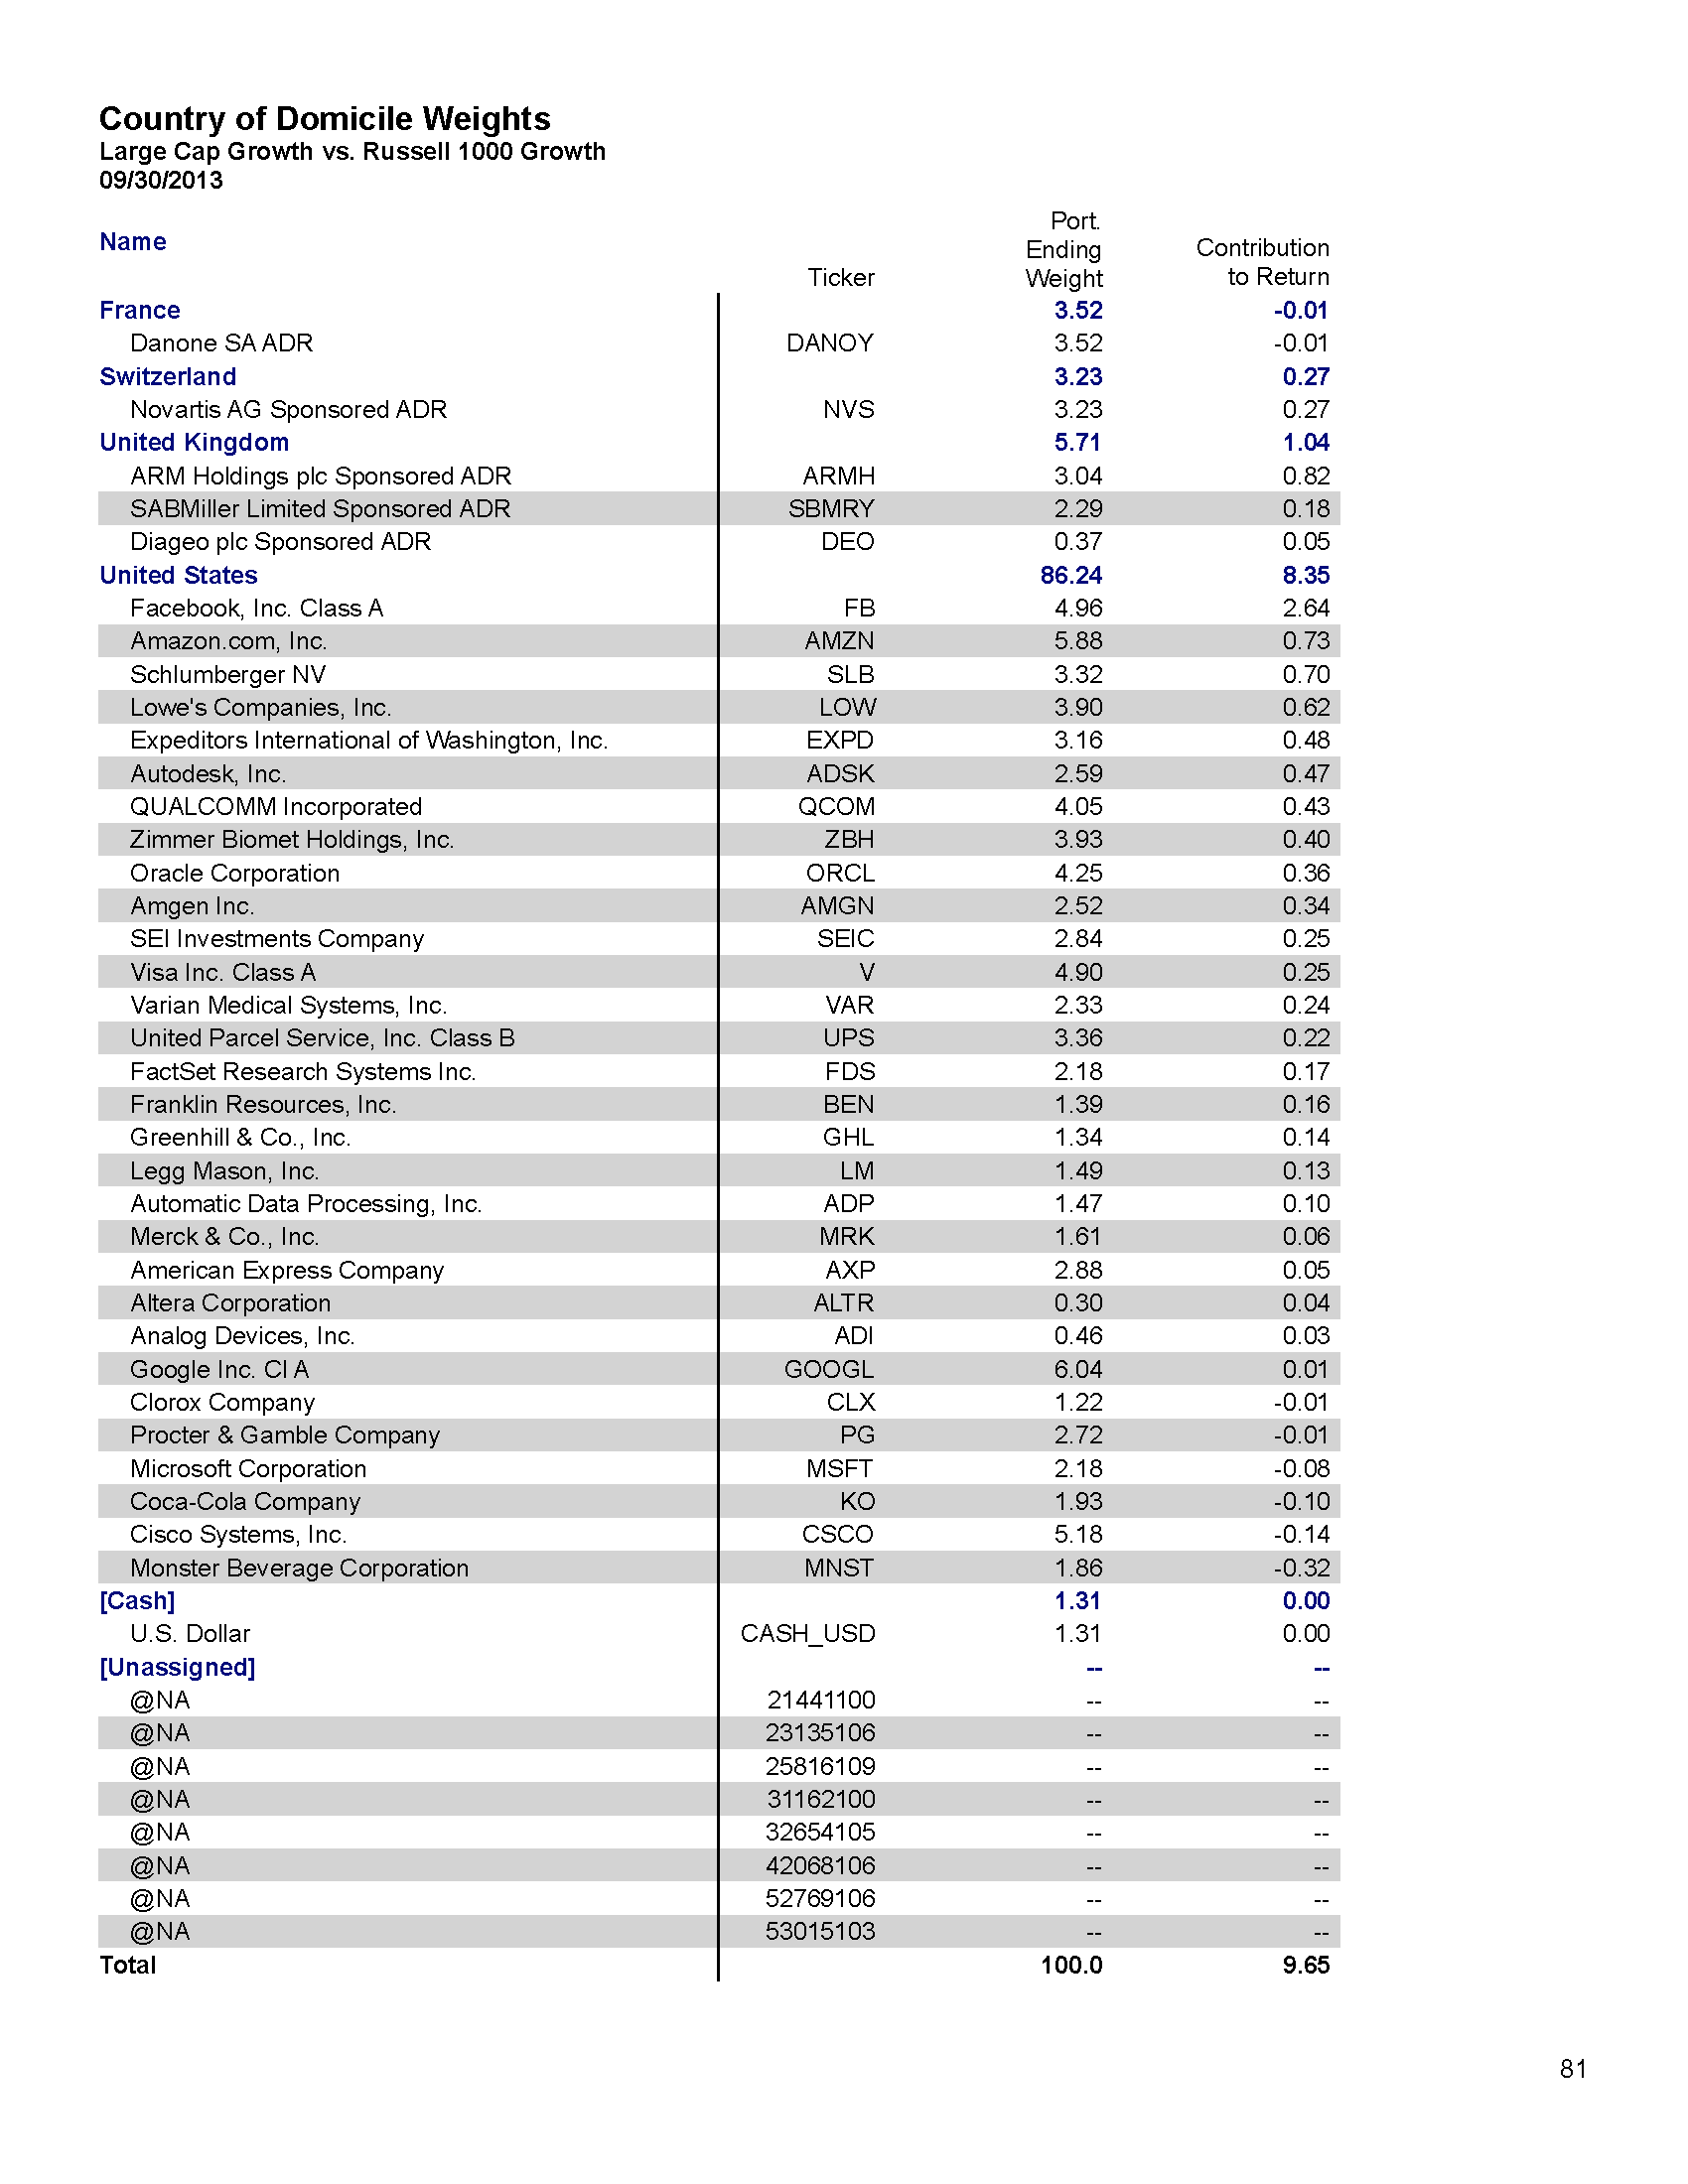 Country of Domicile Weights
Large Cap Growth vs. Russell 1000 Growth
09/30/2013
Name Ticker Port. Ending Weight Contribution to Return
France 3.52 -0.01
Danone SA ADR DANOY 3.52 -0.01
Switzerland 3.23 0.27
Novartis AG Sponsored ADR NVS 3.23 0.27
United Kingdom 5.71 1.04
ARM Holdings plc Sponsored ADR ARMH 3.04 0.82
SABMiller Limited Sponsored ADR SBMRY 2.29 0.18
Diageo plc Sponsored ADR DEO 0.37 0.05
United States 86.24 8.35
Facebook, Inc. Class A FB 4.96 2.64
Amazon.com, Inc. AMZN 5.88 0.73
Schlumberger NV SLB 3.32 0.70
Lowe's Companies, Inc. LOW 3.90 0.62
Expeditors International of Washington, Inc. EXPD 3.16 0.48
Autodesk, Inc. ADSK 2.59 0.47
QUALCOMM Incorporated QCOM 4.05 0.43
Zimmer Biomet Holdings, Inc. ZBH 3.93 0.40
Oracle Corporation ORCL 4.25 0.36
Amgen Inc. AMGN 2.52 0.34
SEI Investments Company SEIC 2.84 0.25
Visa Inc. Class A V 4.90 0.25
Varian Medical Systems, Inc. VAR 2.33 0.24
United Parcel Service, Inc. Class B UPS 3.36 0.22
FactSet Research Systems Inc. FDS 2.18 0.17
Franklin Resources, Inc. BEN 1.39 0.16
Greenhill & Co., Inc. GHL 1.34 0.14
Legg Mason, Inc. LM 1.49 0.13
Automatic Data Processing, Inc. ADP 1.47 0.10
Merck & Co., Inc. MRK 1.61 0.06
American Express Company AXP 2.88 0.05
Altera Corporation ALTR 0.30 0.04
Analog Devices, Inc. ADI 0.46 0.03
Google Inc. Cl A GOOGL 6.04 0.01
Clorox Company CLX 1.22 -0.01
Procter & Gamble Company PG 2.72 -0.01
Microsoft Corporation MSFT 2.18 -0.08
Coca-Cola Company KO 1.93 -0.10
Cisco Systems, Inc. CSCO 5.18 -0.14
Monster Beverage Corporation MNST 1.86 -0.32
[Cash] 1.31 0.00
U.S. Dollar CASH_USD 1.31 0.00
[Unassigned] -- --
@NA 21441100 -- --
@NA 23135106 -- --
@NA 25816109 -- --
@NA 31162100 -- --
@NA 32654105 -- --
@NA 42068106 -- --
@NA 52769106 -- --
@NA 53015103 -- --
Total 100.0 9.65
81